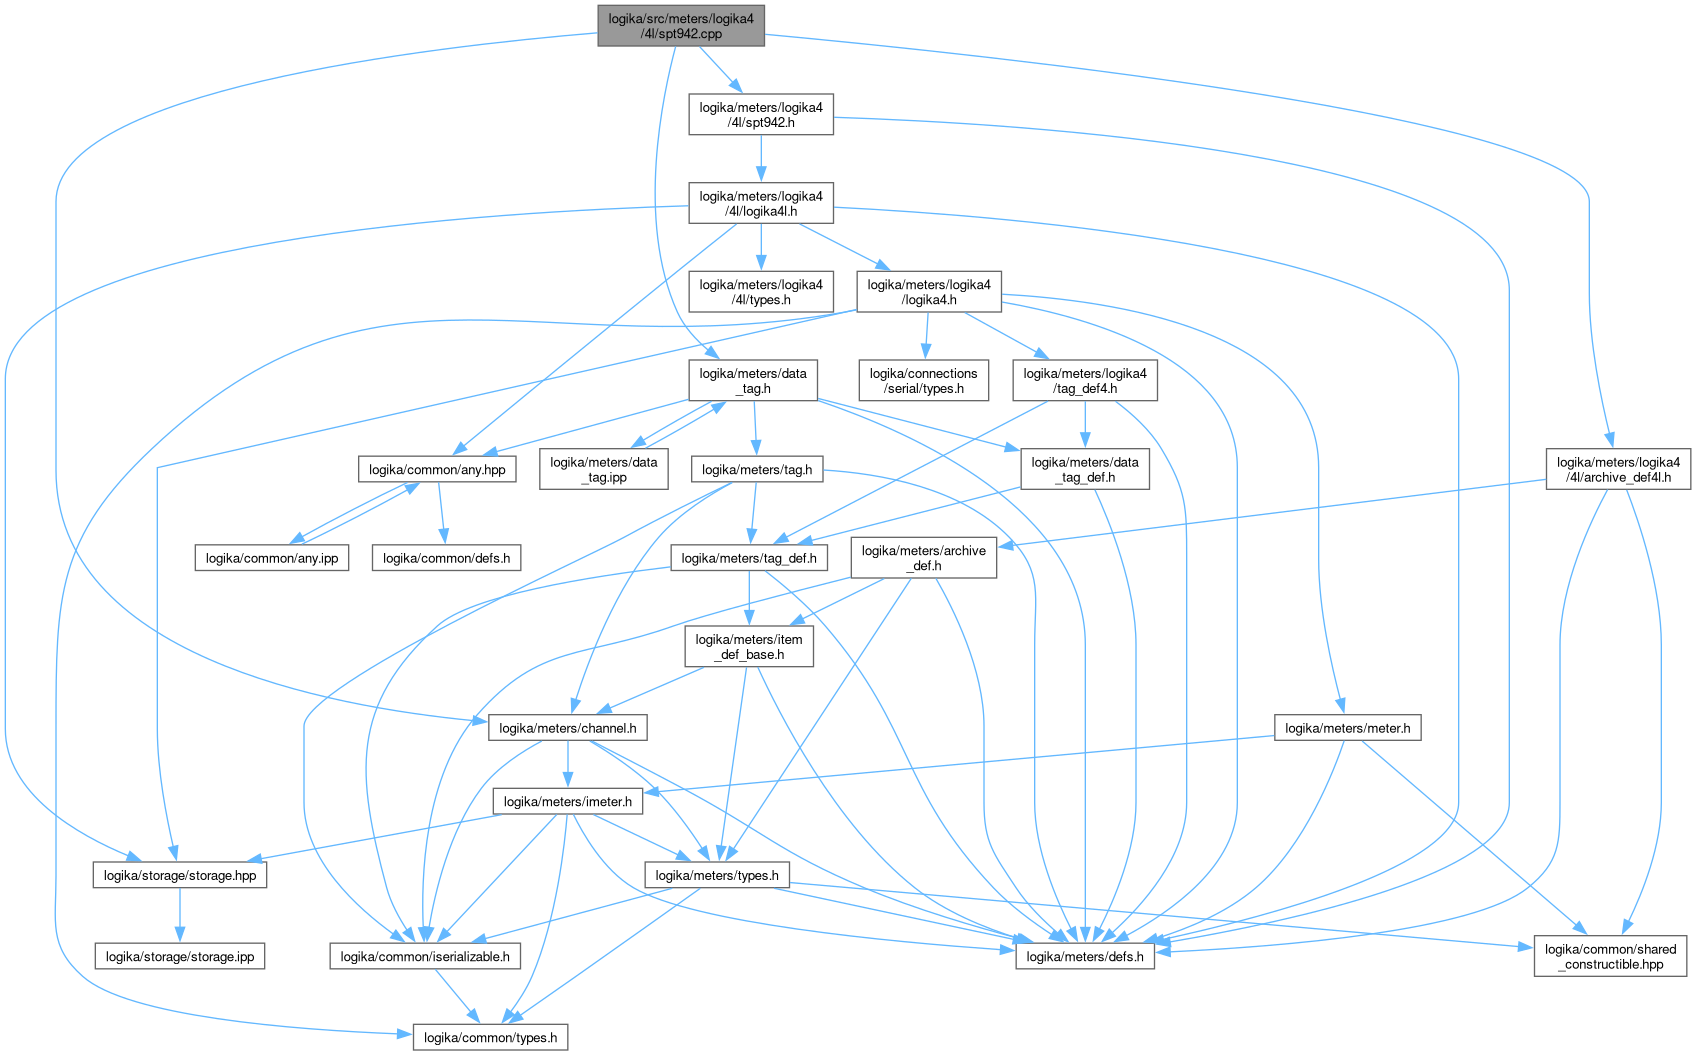 logika/src/meters/logika4
/4l/spt942.cpp
logika/meters/logika4
/4l/spt942.h
logika/meters/logika4
/4l/logika4l.h
logika/meters/logika4
/4l/types.h
logika/meters/logika4
/logika4.h
logika/meters/data
_tag.h
logika/connections
/serial/types.h
logika/meters/logika4
/tag_def4.h
logika/common/any.hpp
logika/meters/data
_tag.ipp
logika/meters/tag.h
logika/meters/data
_tag_def.h
logika/meters/logika4
/4l/archive_def4l.h
logika/common/any.ipp
logika/common/defs.h
logika/meters/tag_def.h
logika/meters/archive
_def.h
logika/meters/item
_def_base.h
logika/meters/channel.h
logika/meters/meter.h
logika/meters/imeter.h
logika/storage/storage.hpp
logika/meters/types.h
logika/storage/storage.ipp
logika/common/iserializable.h
logika/meters/defs.h
logika/common/shared
_constructible.hpp
logika/common/types.h